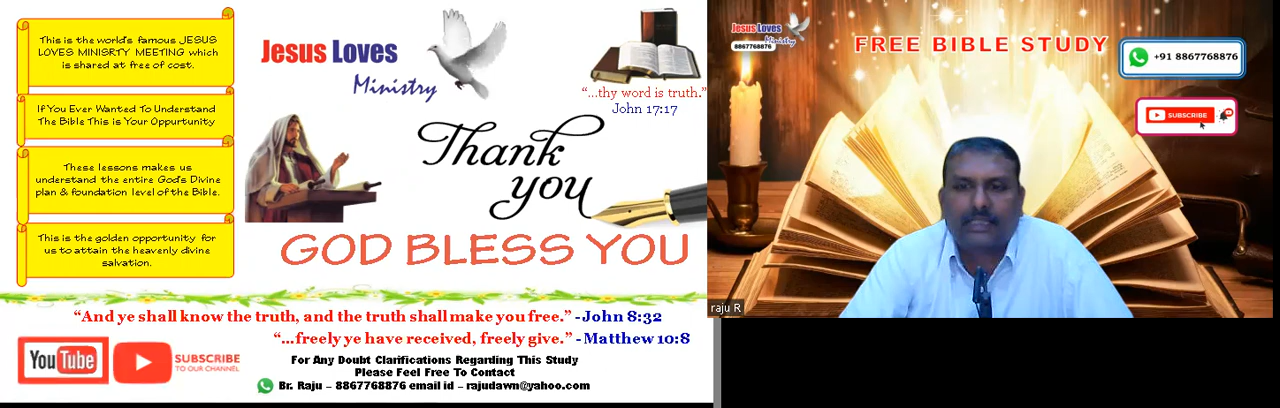 This is the world's famous JESUS
LOVES MINISRTY MEETING which
is shared at free of cost.
If You Ever Wanted To Understand
The Bible This is Your Oppurtunity
These lessons makes us
understand the entire God's Divine
plan & foundation level of the Bible.
This is the golden opportunity for
us to attain the heavenly divine
salvation.
Jesus Loves
Ministry
"...thy word is truth."
John 17:17
Thank
you
GOD BLESS YOU
"And ye shall know the truth, and the truth shall make you free." - John 8:32
"...freely ye have received, freely give." - Matthew 10:8
You Tube
SUBSCRIBE
TO OUR CHANNEL
For Any Doubt Clarifications Regarding This Study
Please Feel Free To Contact
Br. Raju – 8867768876 email id – rajudawn@yahoo.com
Jesus Loves
Ministry
8867768876
FREE BIBLE STUDY
+91 8867768876
SUBSCRIBE
raju R